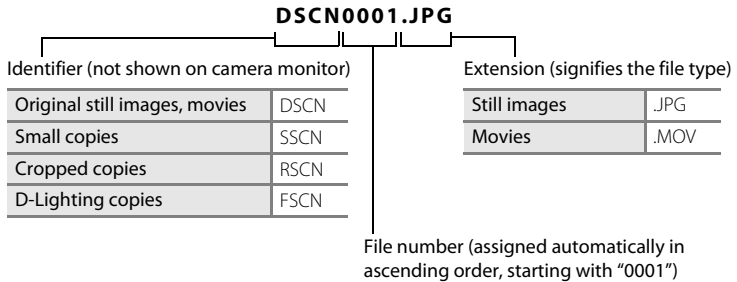 DSCN0001.JPG
Identifier (not shown on camera monitor)
Original still images, movies DSCN
Small copies SSCN
Cropped copies RSCN
D-Lighting copies FSCN
Extension (signifies the file type)
Still images .JPG
Movies .MOV
File number (assigned automatically in
ascending order, starting with “0001”)